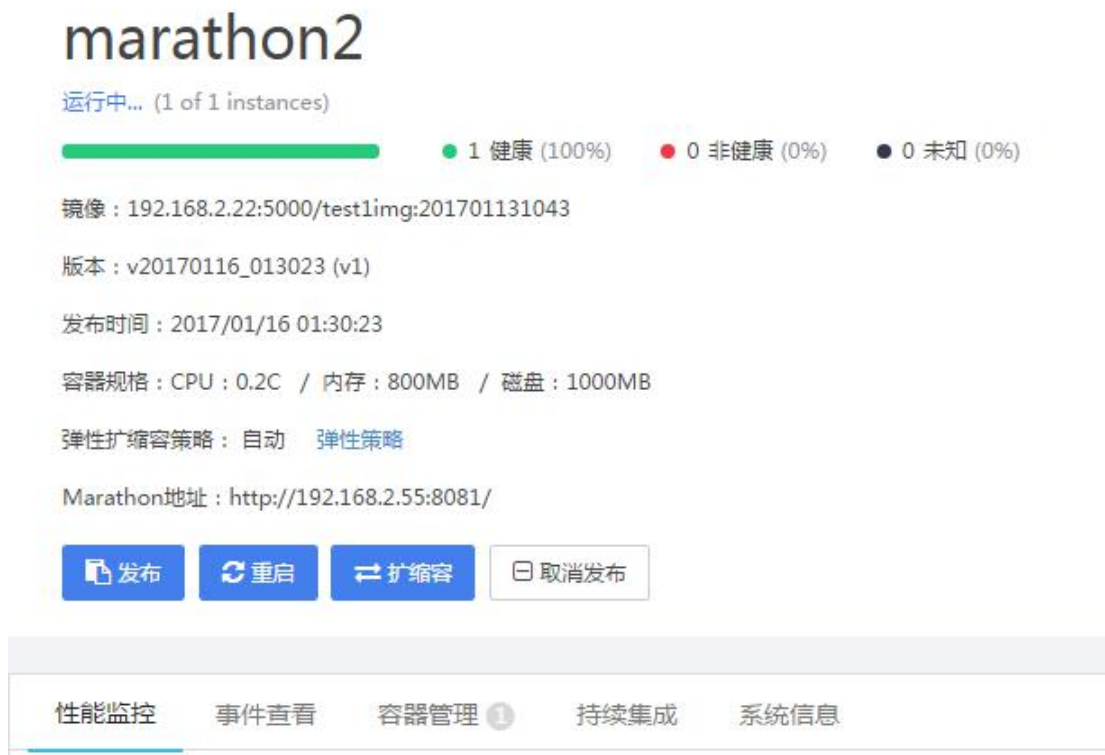 marathon2
运行中... (1 of 1 instances)
1 健康 (100%) 0 非健康 (0%) 0 未知 (0%)
镜像：192.168.2.22:5000/test1img:201701131043
版本：v20170116_013023 (v1)
发布时间：2017/01/16 01:30:23
容器规格：CPU：0.2C / 内存：800MB / 磁盘：1000MB
弹性扩缩容策略： 自动 弹性策略
Marathon地址：http://192.168.2.55:8081/
发布 重启 扩缩容 取消发布
性能监控 事件查看 容器管理 1 持续集成 系统信息